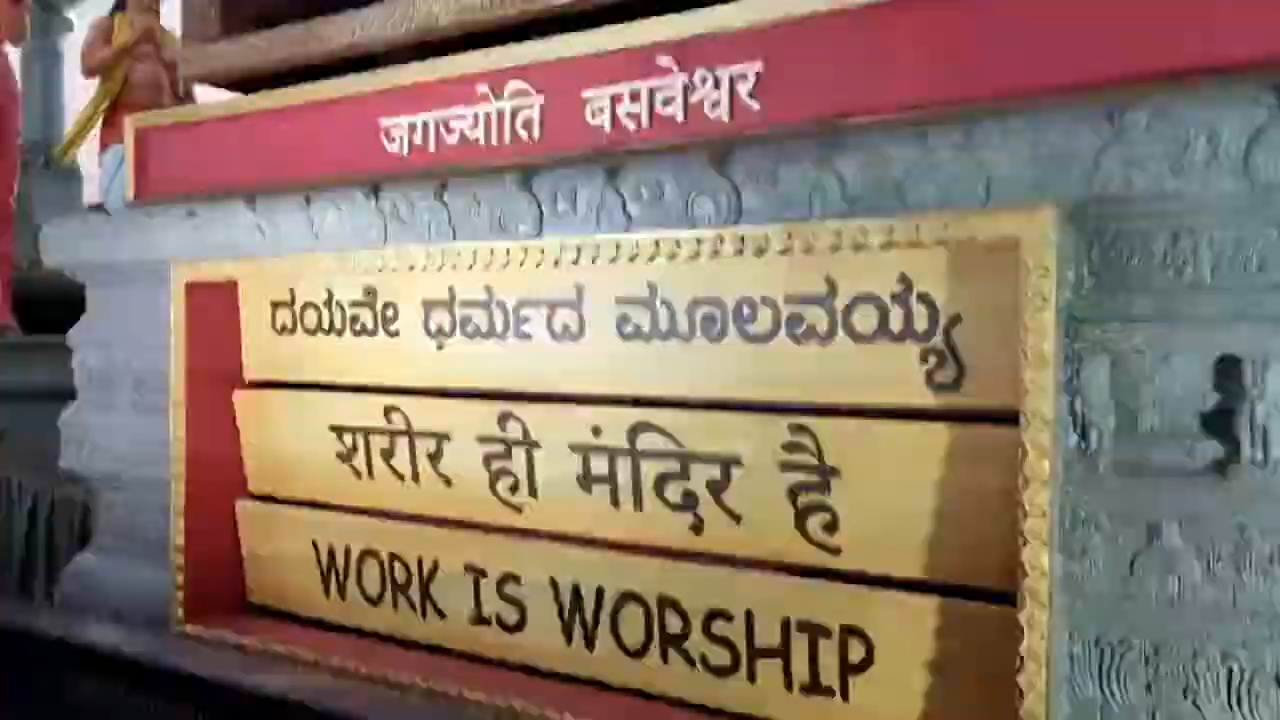 जगज्योति बसवेश्वर
ದಯವೇ ಧರ್ಮದ ಮೂಲವಯ್ಯ
शरीर ही मंदिर है
WORK IS WORSHIP